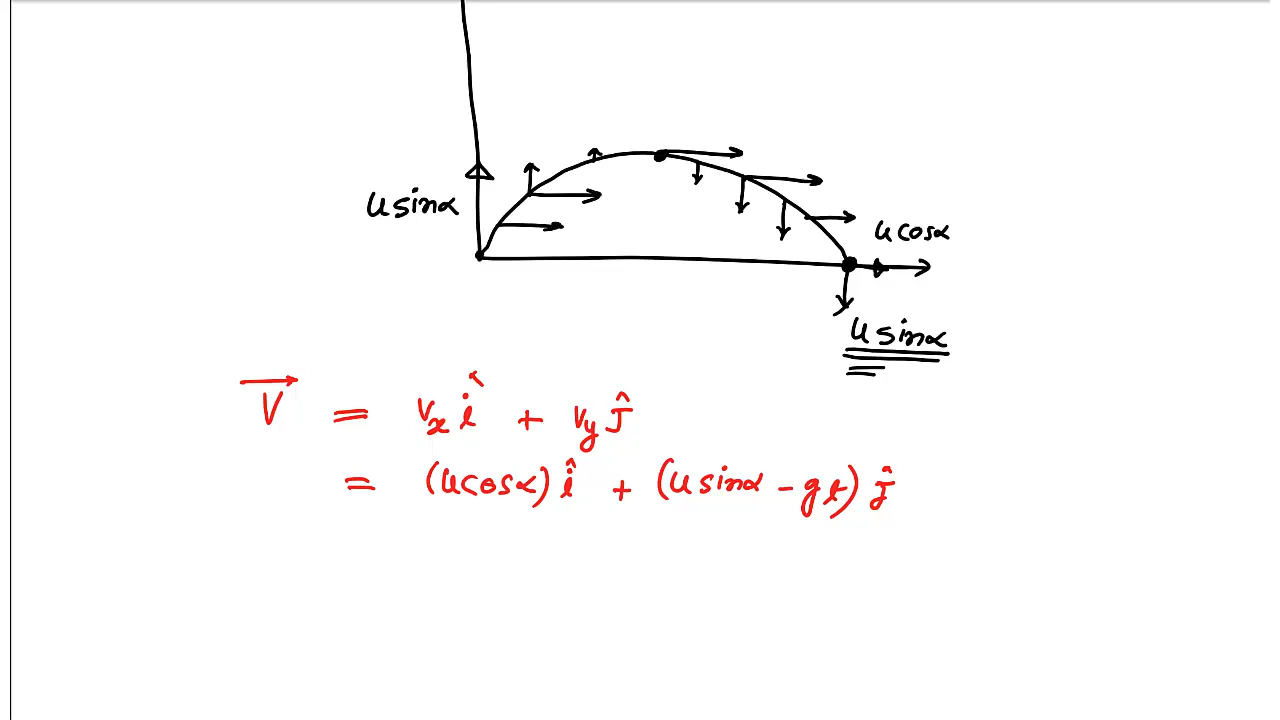 u sinα
u cosα
u sinα
V⃗ = vₓ î + v_y ĵ
= (u cosα) î + (u sinα - gt) ĵ